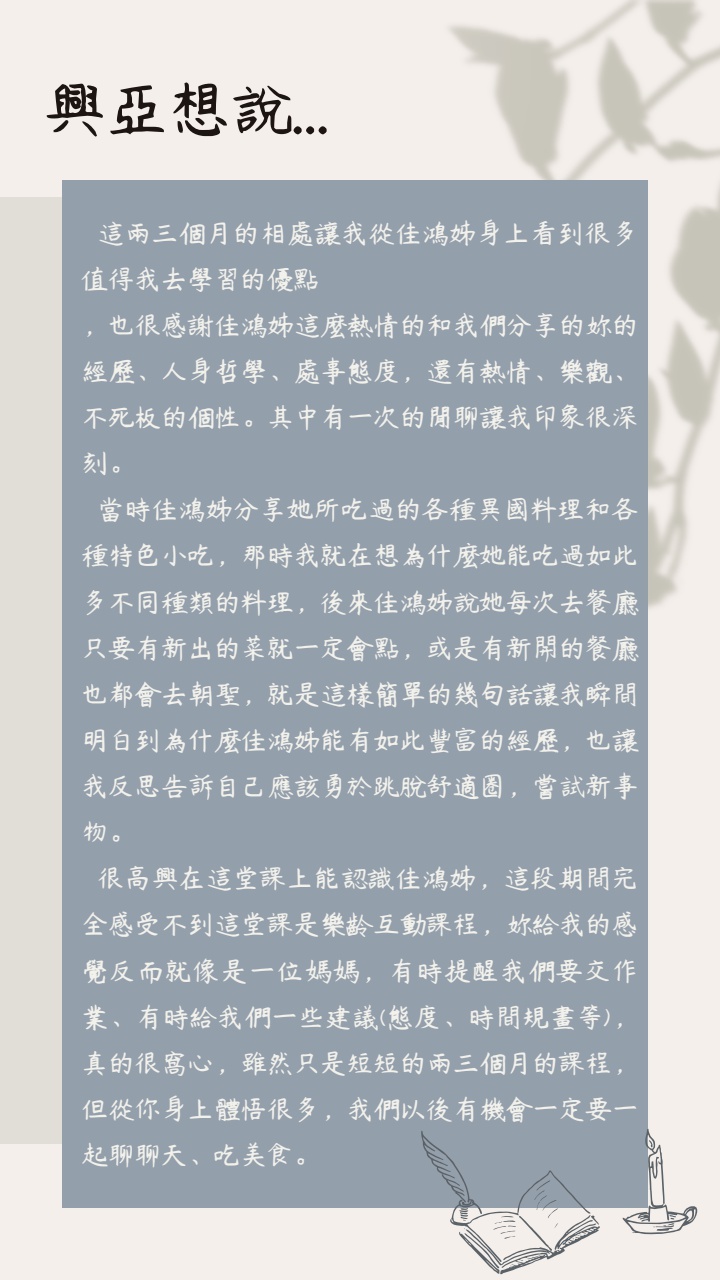 興亞想說...
這兩三個月的相處讓我從佳鴻姊身上看到很多
值得我去學習的優點
，也很感謝佳鴻姊這麼熱情的和我們分享的妳的
經歷、人身哲學、處事態度，還有熱情、樂觀、
不死板的個性。其中有一次的閒聊讓我印象很深
刻。
當時佳鴻姊分享她所吃過的各種異國料理和各
種特色小吃，那時我就在想為什麼她能吃過如此
多不同種類的料理，後來佳鴻姊說她每次去餐廳
只要有新出的菜就一定會點，或是有新開的餐廳
也都會去朝聖，就是這樣簡單的幾句話讓我瞬間
明白到為什麼佳鴻姊能有如此豐富的經歷，也讓
我反思告訴自己應該勇於跳脫舒適圈，嘗試新事
物。
很高興在這堂課上能認識佳鴻姊，這段期間完
全感受不到這堂課是樂齡互動課程，妳給我的感
覺反而就像是一位媽媽，有時提醒我們要交作
業、有時給我們一些建議(態度、時間規畫等)，
真的很窩心，雖然只是短短的兩三個月的課程，
但從你身上體悟很多，我們以後有機會一定要一
起聊聊天、吃美食。